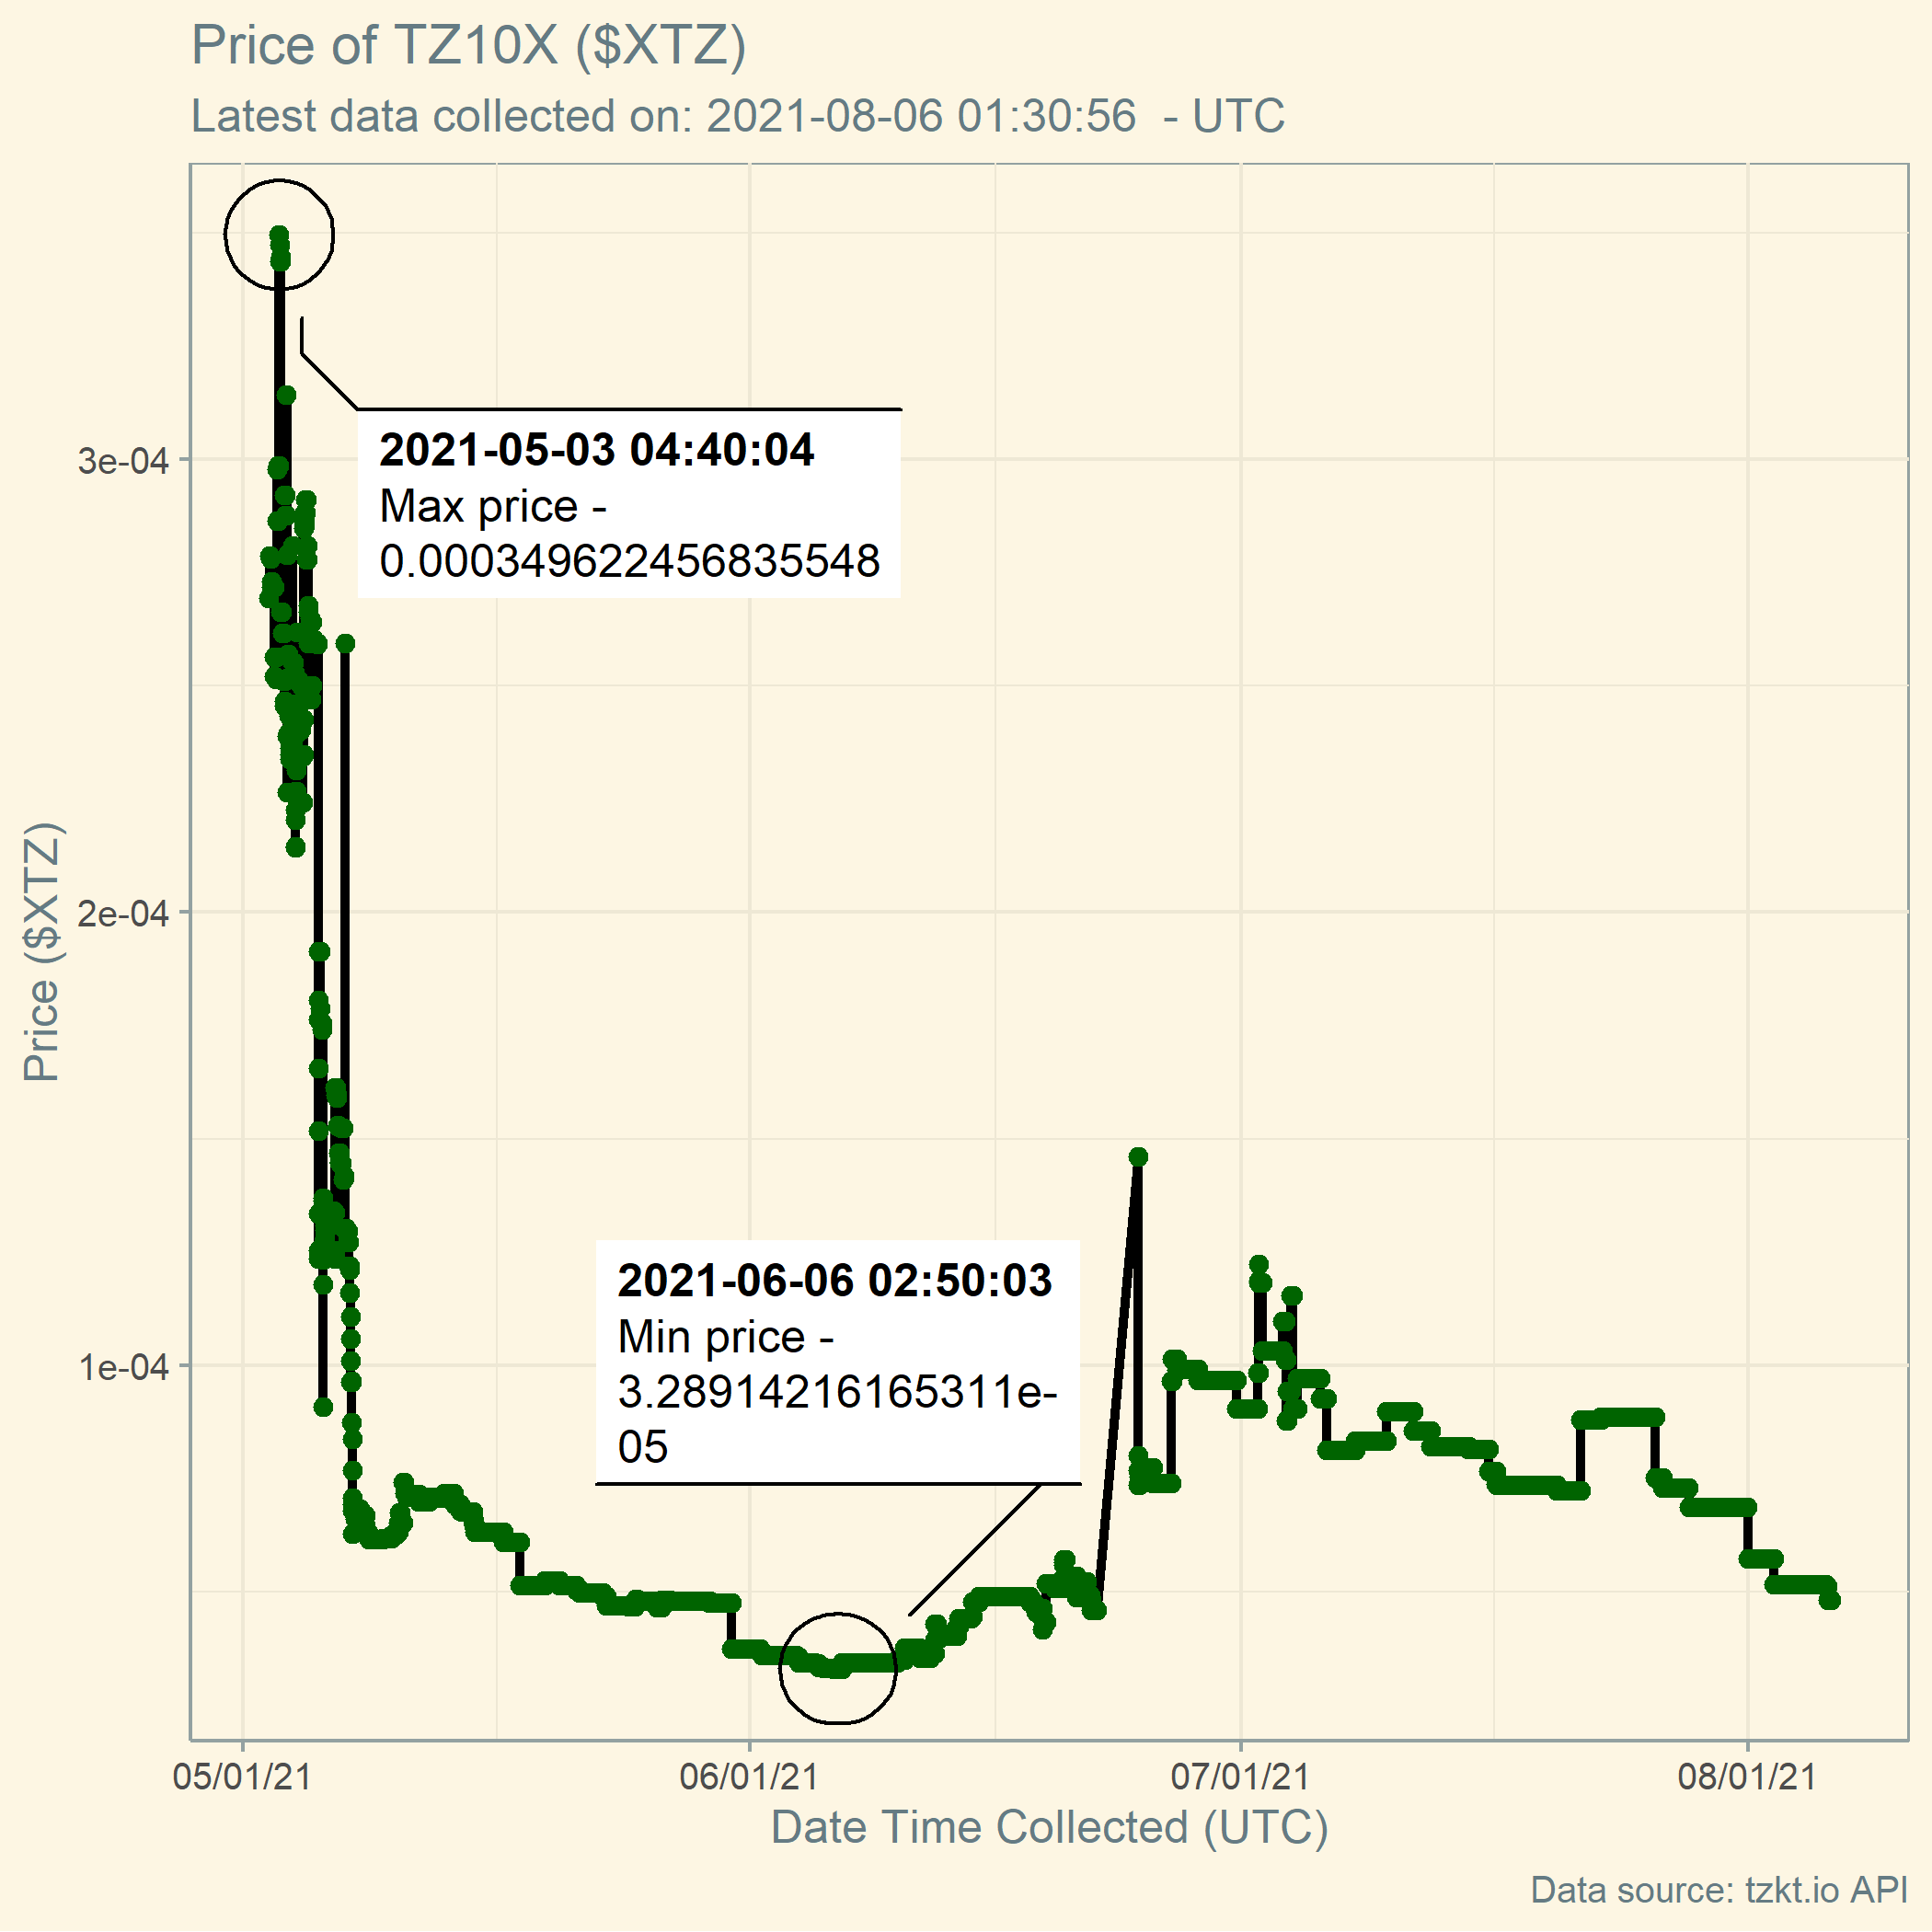 Price of TZ10X ($XTZ)
Latest data collected on: 2021-08-06 01:30:56  - UTC
2021-05-03 04:40:04
Max price -
0.000349622456835548
3e-04
2e-04
1e-04
Price ($XTZ)
2021-06-06 02:50:03
Min price -
3.28914216165311e-
05
05/01/21
06/01/21
07/01/21
08/01/21
Date Time Collected (UTC)
Data source: tzkt.io API